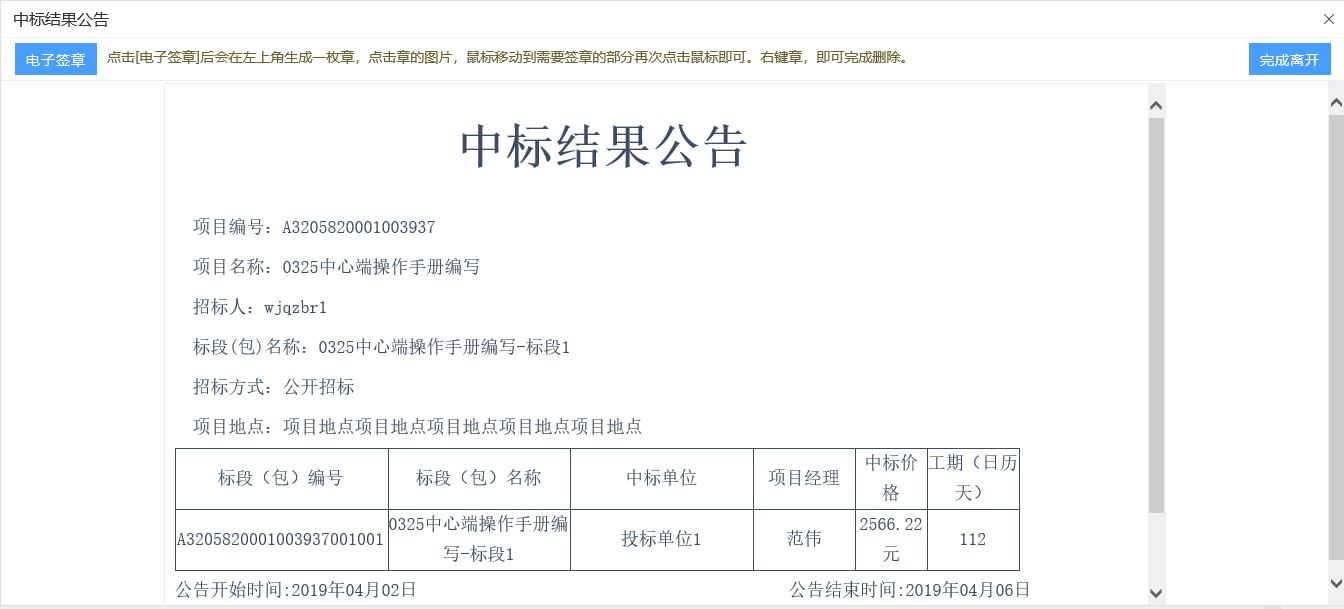 中标结果公告
电子签章 点击[电子签章]后会在左上角生成一枚章，点击章的图片，鼠标移动到需要签章的部分再次点击鼠标即可。右键章，即可完成删除。 完成离开
中标结果公告
项目编号：A3205820001003937
项目名称：0325中心端操作手册编写
招标人：wjqzbr1
标段(包)名称：0325中心端操作手册编写-标段1
招标方式：公开招标
项目地点：项目地点项目地点项目地点项目地点项目地点
标段（包）编号 标段（包）名称 中标单位 项目经理 中标价格 工期（日历天）
A3205820001003937001001 0325中心端操作手册编写-标段1 投标单位1 范伟 2566.22元 112
公告开始时间:2019年04月02日 公告结束时间:2019年04月06日